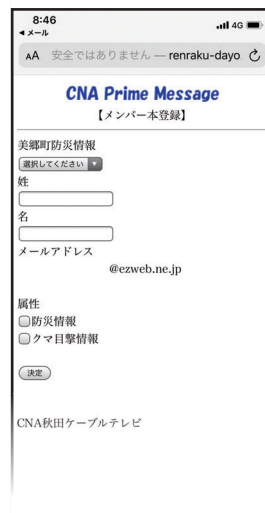 8:46
4G
◀ メール
AA 安全ではありません — renraku-dayo
CNA Prime Message
【メンバー本登録】
美郷町防災情報
選択してください ▼
姓
名
メールアドレス
@ezweb.ne.jp
属性
防災情報
クマ目撃情報
決定
CNA秋田ケーブルテレビ